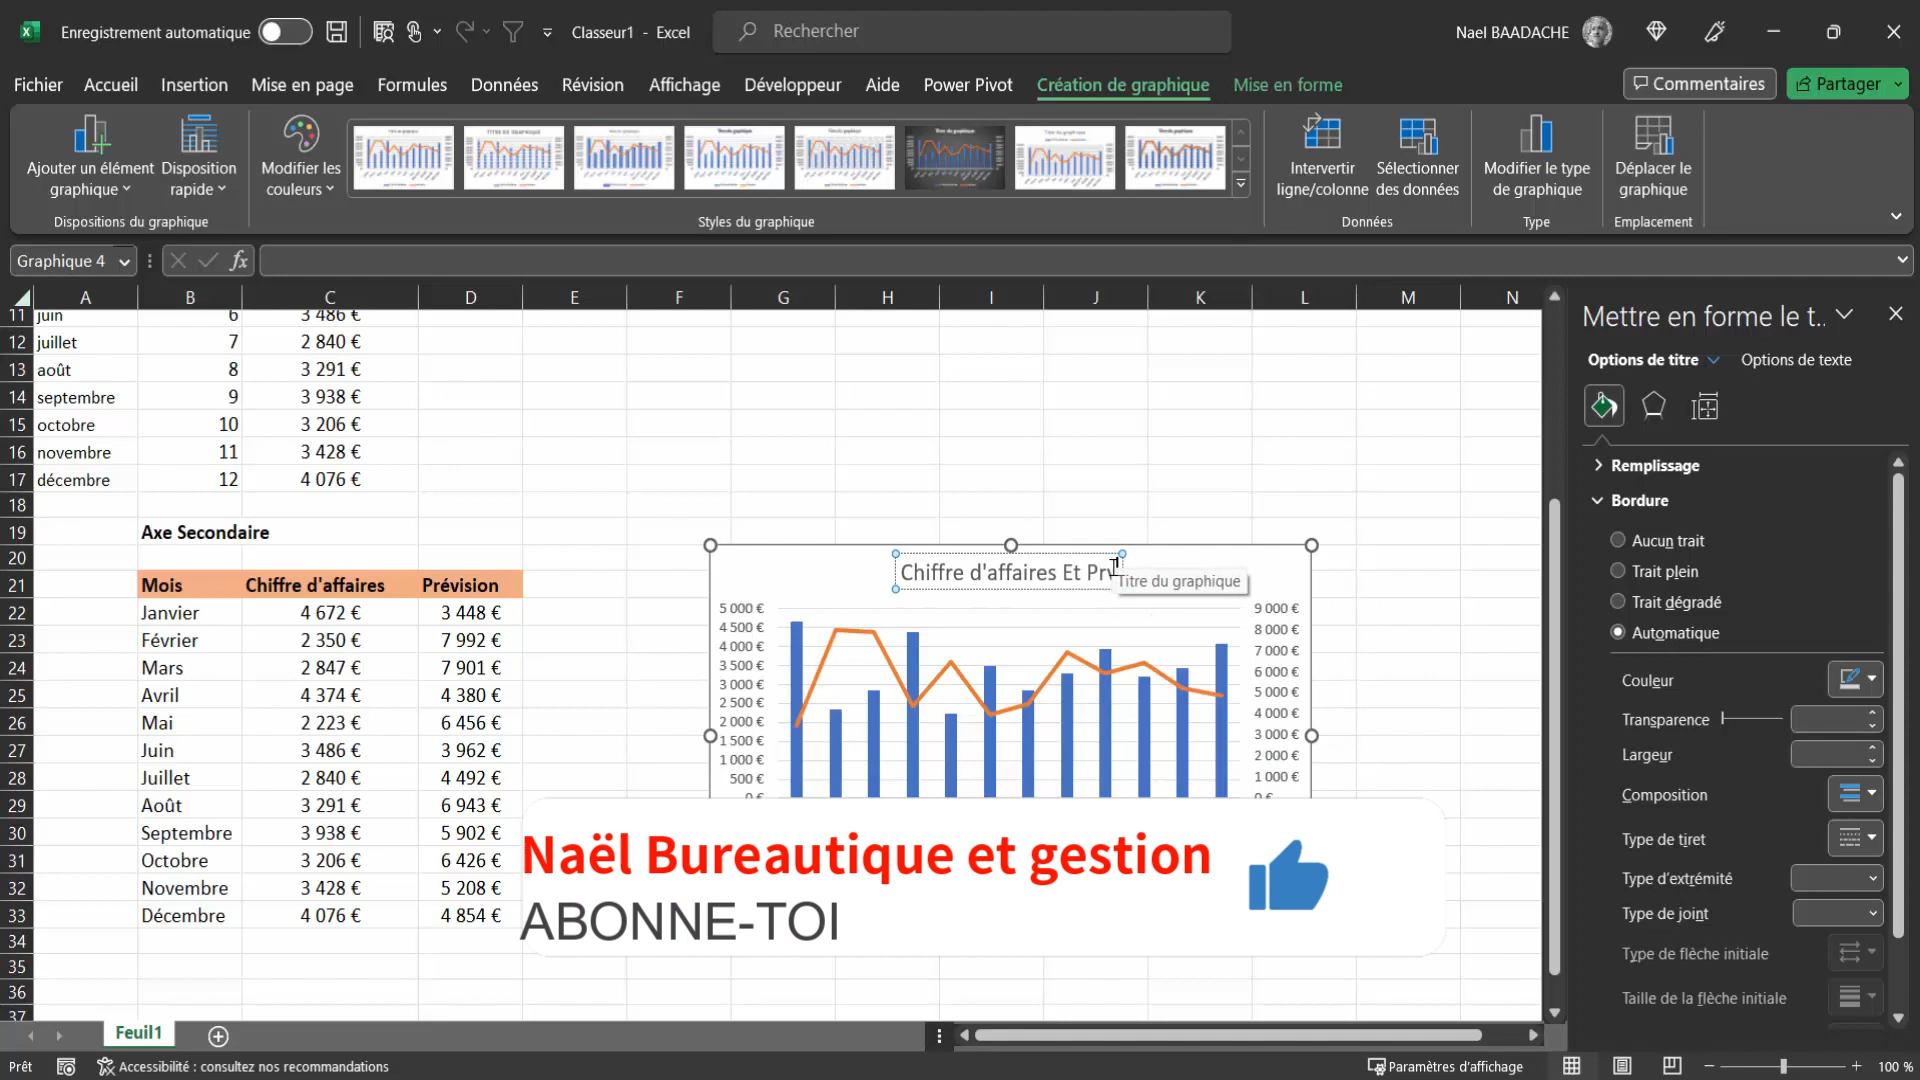 Enregistrement automatique
Classeur1 - Excel
Rechercher
Nael BAADACHE
Fichier Accueil Insertion Mise en page Formules Données Révision Affichage Développeur Aide Power Pivot Création de graphique Mise en forme
Commentaires
Partager
Ajouter un élément graphique
Disposition rapide
Modifier les couleurs
Intervertir ligne/colonne
Sélectionner des données
Modifier le type de graphique
Déplacer le graphique
Dispositions du graphique
Styles du graphique
Données
Type
Emplacement
Graphique 4
fx
A B C D E F G H I J K L M N
11 juin 6 3 486 €
12 juillet 7 2 840 €
13 août 8 3 291 €
14 septembre 9 3 938 €
15 octobre 10 3 206 €
16 novembre 11 3 428 €
17 décembre 12 4 076 €
18
19 Axe Secondaire
20
21 Mois Chiffre d'affaires Prévision
22 Janvier 4 672 € 3 448 €
23 Février 2 350 € 7 992 €
24 Mars 2 847 € 7 901 €
25 Avril 4 374 € 4 380 €
26 Mai 2 223 € 6 456 €
27 Juin 3 486 € 3 962 €
28 Juillet 2 840 € 4 492 €
29 Août 3 291 € 6 943 €
30 Septembre 3 938 € 5 902 €
31 Octobre 3 206 € 6 426 €
32 Novembre 3 428 € 5 208 €
33 Décembre 4 076 € 4 854 €
34
35
36
37
Chiffre d'affaires Et Prv
Titre du graphique
5 000 €
4 500 €
4 000 €
3 500 €
3 000 €
2 500 €
2 000 €
1 500 €
1 000 €
500 €
0 €
9 000 €
8 000 €
7 000 €
6 000 €
5 000 €
4 000 €
3 000 €
2 000 €
1 000 €
0 €
Naël Bureautique et gestion
ABONNE-TOI
Mettre en forme le t...
Options de titre Options de texte
Remplissage
Bordure
Aucun trait
Trait plein
Trait dégradé
Automatique
Couleur
Transparence
Largeur
Composition
Type de tiret
Type d'extrémité
Type de joint
Type de flèche initiale
Taille de la flèche initiale
Feuil1
Prêt
Accessibilité : consultez nos recommandations
Paramètres d'affichage
100 %